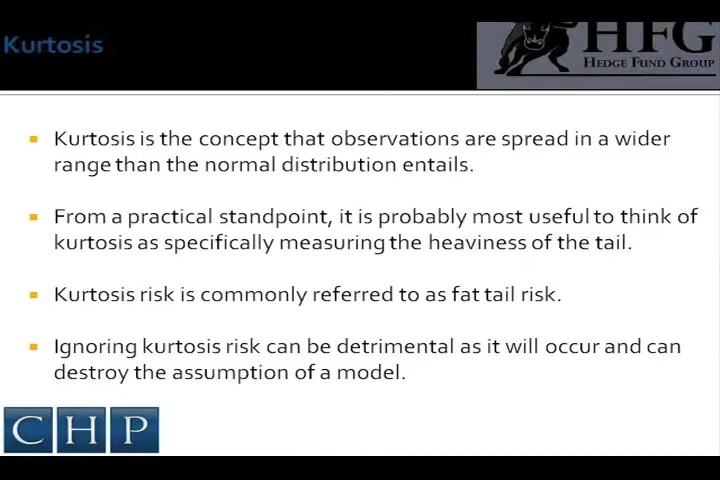 Kurtosis
HFG
HEDGE FUND GROUP
Kurtosis is the concept that observations are spread in a wider
range than the normal distribution entails.
From a practical standpoint, it is probably most useful to think of
kurtosis as specifically measuring the heaviness of the tail.
Kurtosis risk is commonly referred to as fat tail risk.
Ignoring kurtosis risk can be detrimental as it will occur and can
destroy the assumption of a model.
CHP